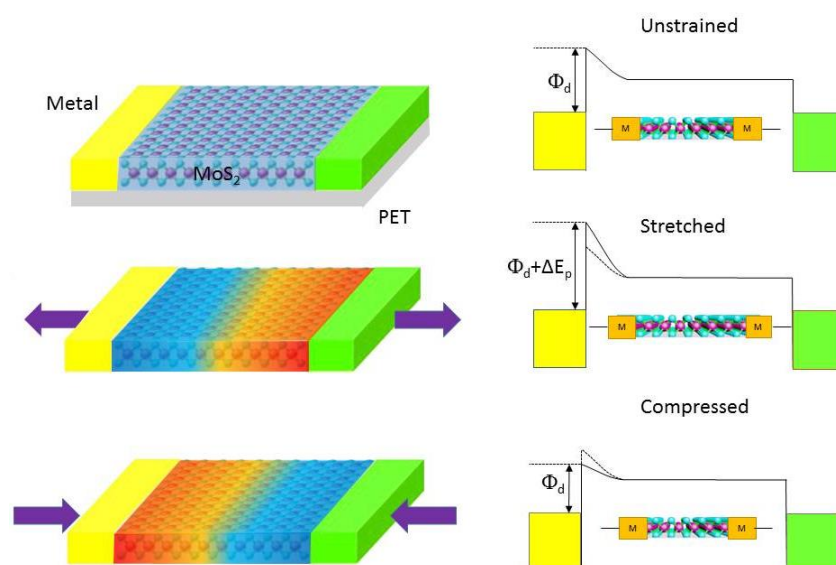 Unstrained
Φd
M
M
Metal
MoS2
PET
Stretched
Φd+ΔEp
M
M
Compressed
Φd
M
M